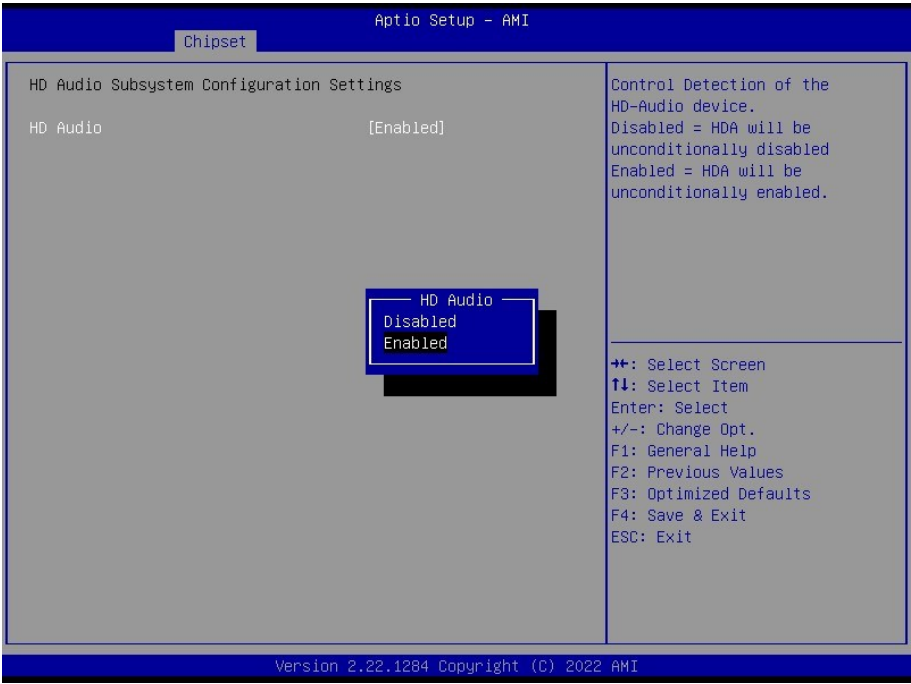 Aptio Setup – AMI
Chipset
HD Audio Subsystem Configuration Settings
HD Audio [Enabled]
HD Audio
Disabled
Enabled
Control Detection of the
HD-Audio device.
Disabled = HDA will be
unconditionally disabled
Enabled = HDA will be
unconditionally enabled.
→←: Select Screen
↑↓: Select Item
Enter: Select
+/-: Change Opt.
F1: General Help
F2: Previous Values
F3: Optimized Defaults
F4: Save & Exit
ESC: Exit
Version 2.22.1284 Copyright (C) 2022 AMI